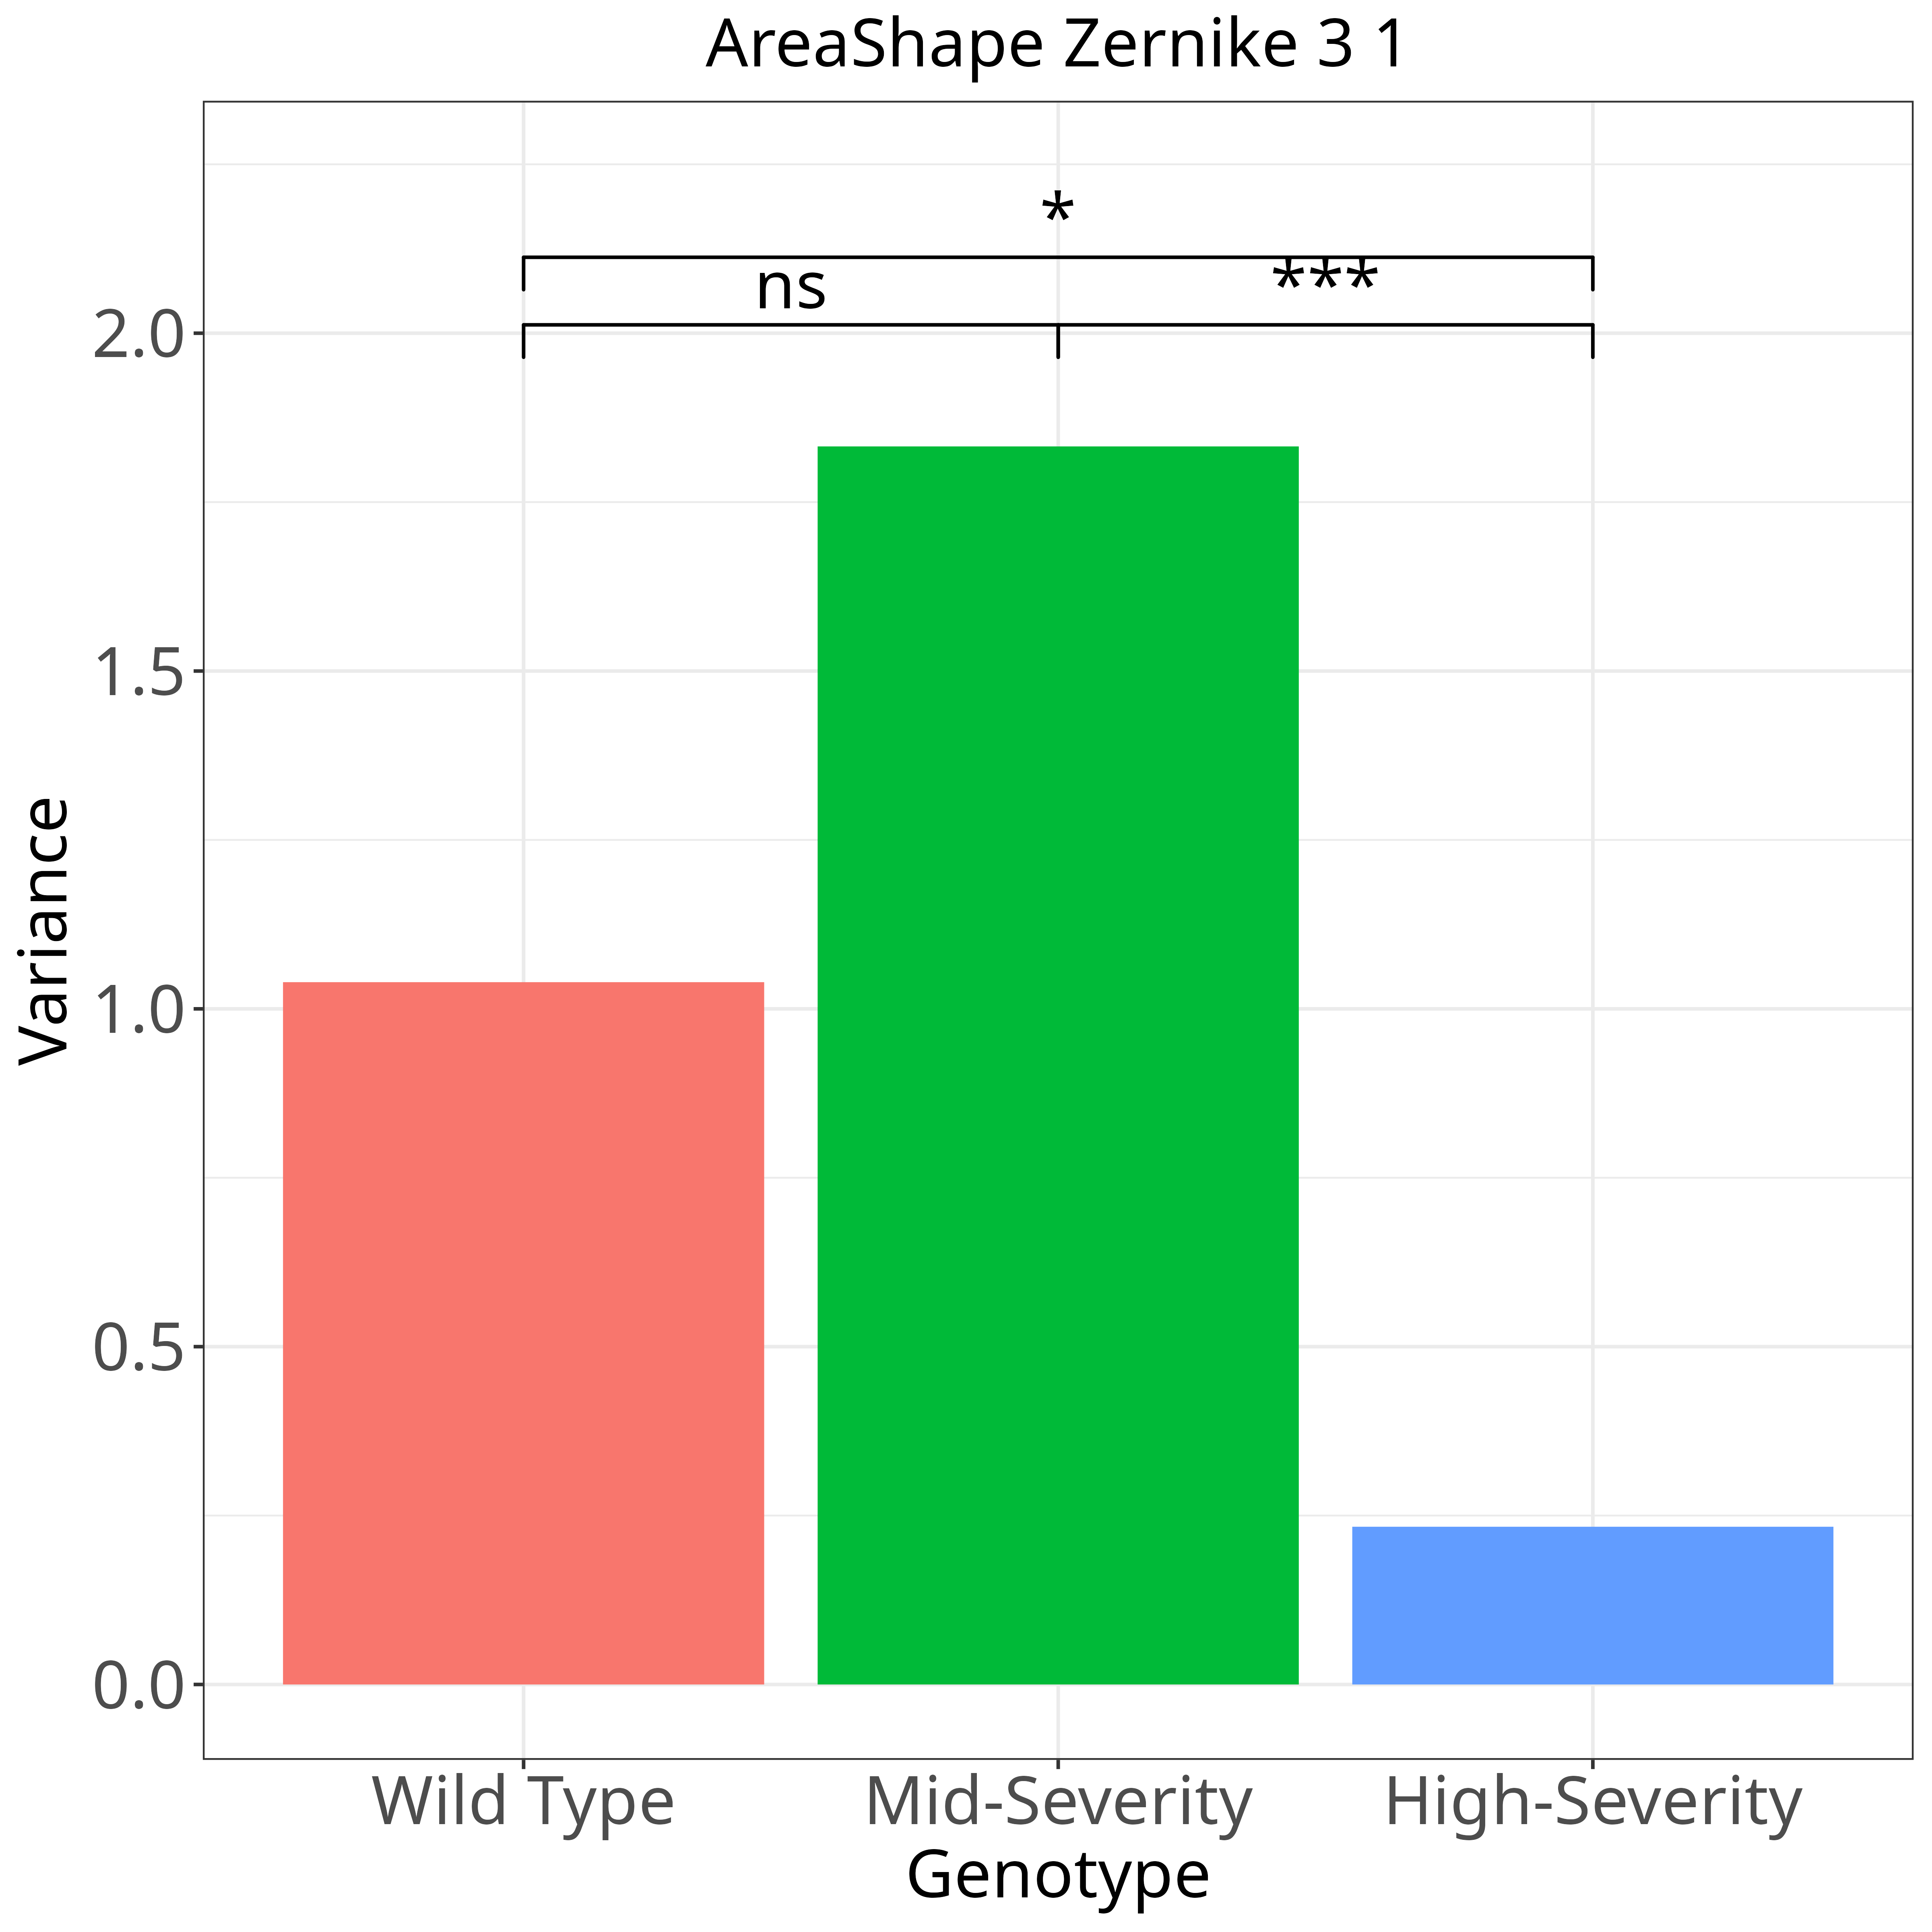 AreaShape Zernike 3 1
*
ns ***
2.0
1.5
1.0
0.5
0.0
Variance
Wild Type Mid-Severity High-Severity
Genotype